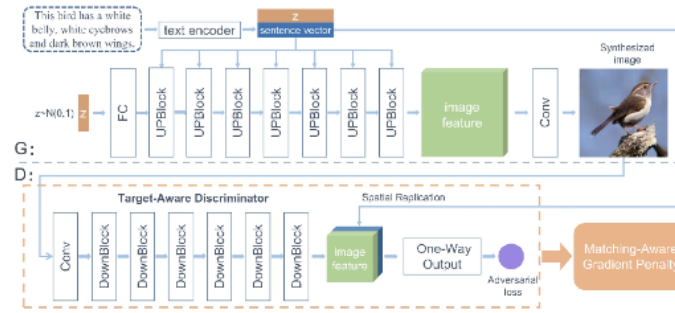 This bird has a white
belly, white eyebrows
and dark brown wings.
text encoder
z
sentence vector
Synthesized
image
z~N(0,1)
z
FC
UPBlock
UPBlock
UPBlock
UPBlock
UPBlock
UPBlock
UPBlock
image
feature
Conv
G:
D:
Target-Aware Discriminator
Spatial Replication
Conv
DownBlock
DownBlock
DownBlock
DownBlock
DownBlock
DownBlock
image
feature
One-Way
Output
Adversarial
loss
Matching-Aware
Gradient Penalty